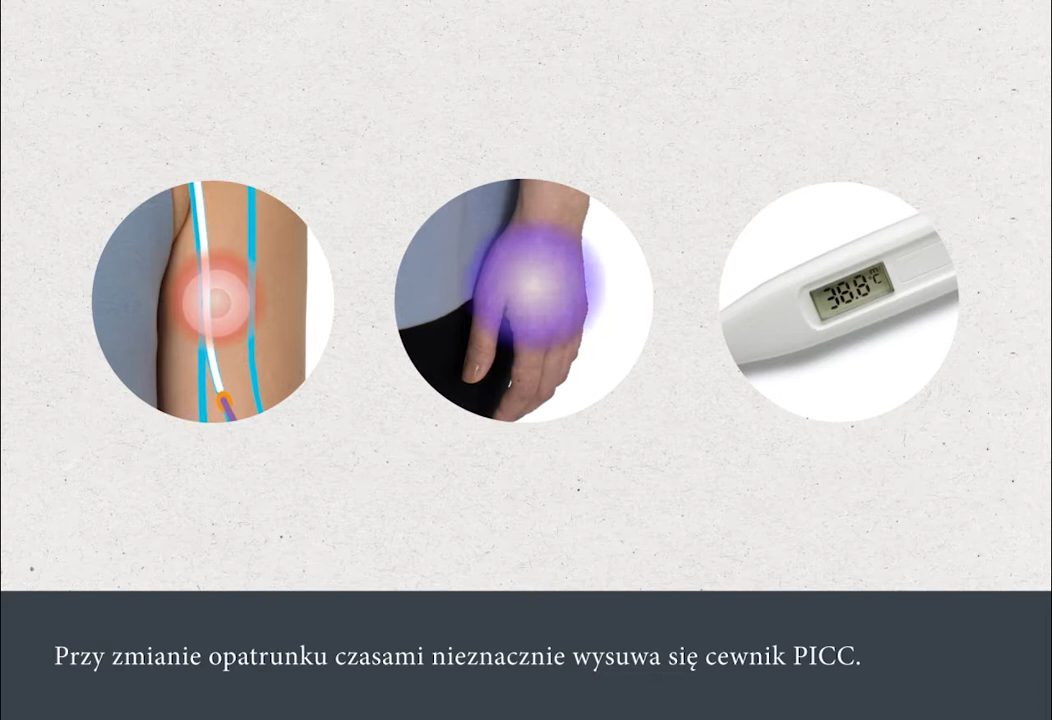 38.8 °C
Przy zmianie opatrunku czasami nieznacznie wysuwa się cewnik PICC.